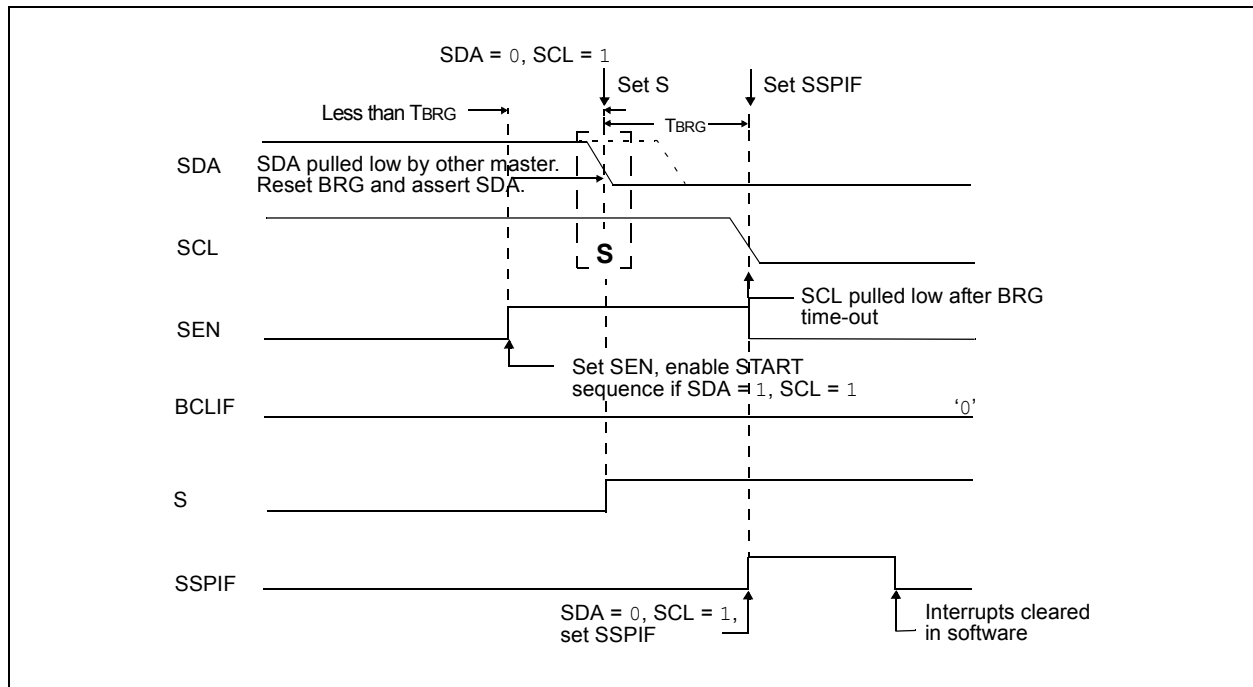 SDA = 0, SCL = 1
Set S
Set SSPIF
Less than TBRG
TBRG
SDA
SDA pulled low by other master.
Reset BRG and assert SDA.
SCL
S
SCL pulled low after BRG
time-out
SEN
Set SEN, enable START
sequence if SDA = 1, SCL = 1
BCLIF
‘0’
S
SSPIF
SDA = 0, SCL = 1,
set SSPIF
Interrupts cleared
in software